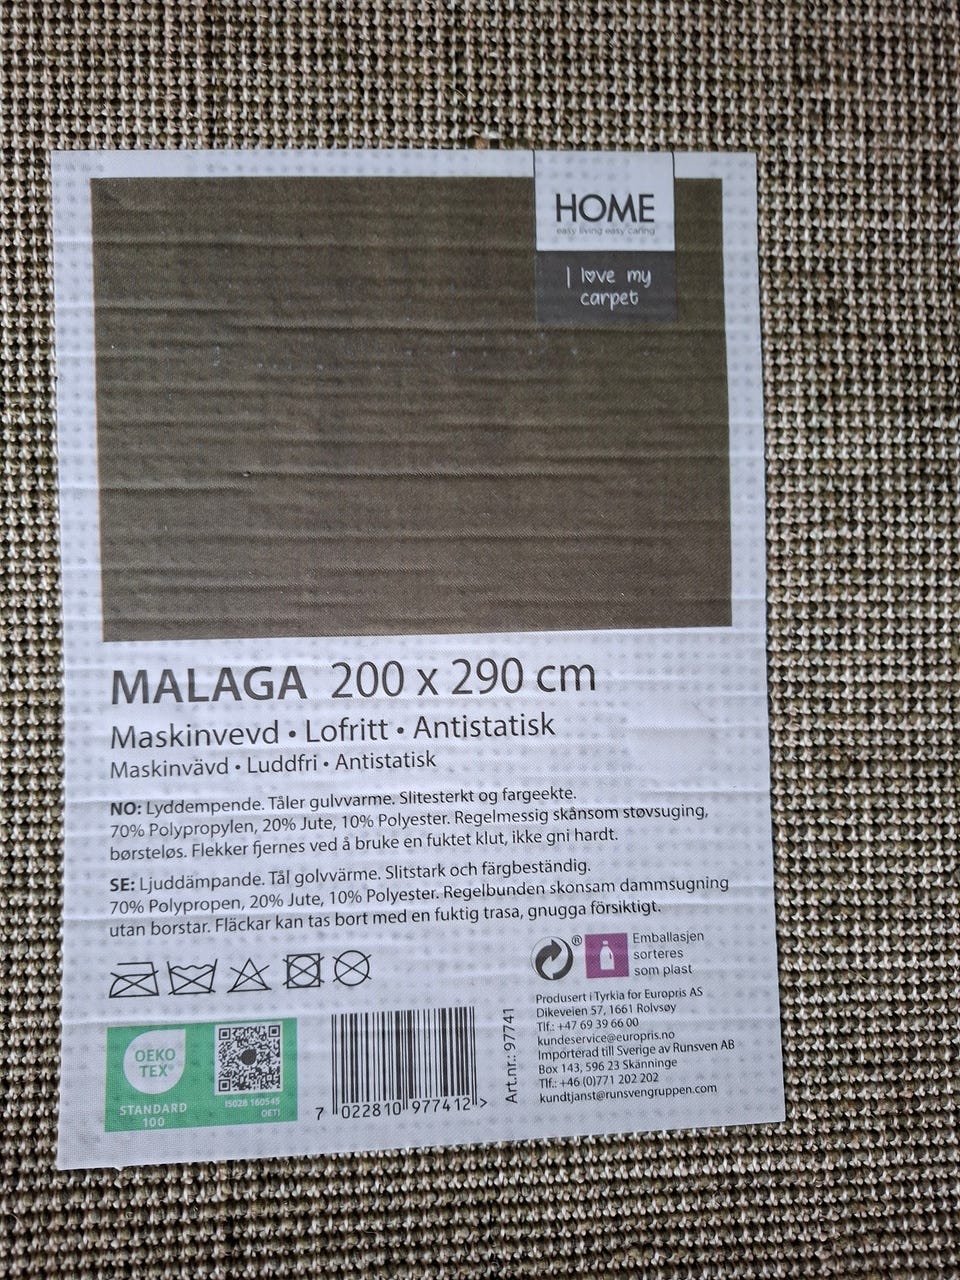 HOME
easy living easy caring
I love my
carpet
MALAGA 200 x 290 cm
Maskinvevd • Lofritt • Antistatisk
Maskinvävd • Luddfri • Antistatisk
NO: Lyddempende. Tåler gulvvarme. Slitesterkt og fargeekte.
70% Polypropylen, 20% Jute, 10% Polyester. Regelmessig skånsom støvsuging,
børsteløs. Flekker fjernes ved å bruke en fuktet klut, ikke gni hardt.
SE: Ljuddämpande. Tål golvvärme. Slitstark och färgbeständig.
70% Polypropen, 20% Jute, 10% Polyester. Regelbunden skonsam dammsugning
utan borstar. Fläckar kan tas bort med en fuktig trasa, gnugga försiktigt.
®
Emballasjen
sorteres
som plast
OEKO
TEX®
STANDARD
100
IS028 160545
OETI
7 022810 977412 >
Art.nr.: 97741
Produsert i Tyrkia for Europris AS
Dikeveien 57, 1661 Rolvsøy
Tlf.: +47 69 39 66 00
kundeservice@europris.no
Importerad till Sverige av Runsven AB
Box 143, 596 23 Skänninge
Tlf.: +46 (0)771 202 202
kundtjanst@runsvengruppen.com